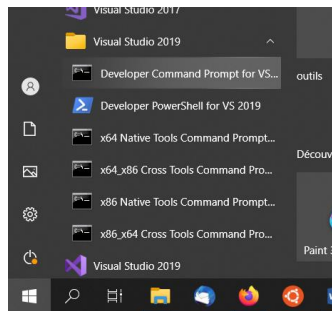 Visual Studio 2017
Visual Studio 2019
Developer Command Prompt for VS...
outils
Developer PowerShell for VS 2019
x64 Native Tools Command Prompt...
Découv
x64_x86 Cross Tools Command Pro...
x86 Native Tools Command Prompt...
x86_x64 Cross Tools Command Pro...
Paint 3
Visual Studio 2019